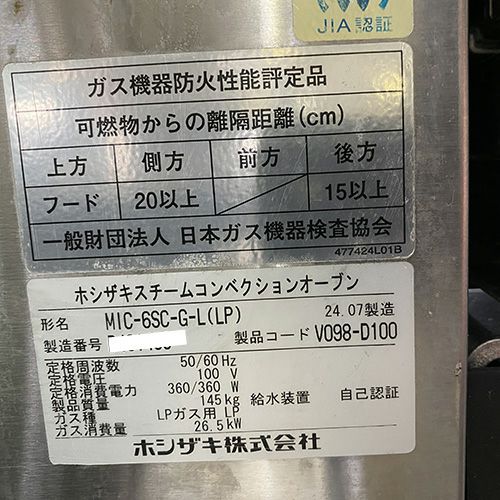 JIA認証
ガス機器防火性能評定品
可燃物からの離隔距離(cm)
上方 側方 前方 後方
フード 20以上 15以上
一般財団法人 日本ガス機器検査協会
477424L01B
ホシザキスチームコンベクションオーブン
形名 MIC-6SC-G-L(LP) 24.07製造
製造番号 製品コード V098-D100
定格周波数 50/60 Hz
定格電圧 100 V
定格消費電力 360/360 W
製品質量 145kg 給水装置 自己認証
ガス種 LPガス用 LP
ガス消費量 26.5kW
ホシザキ株式会社